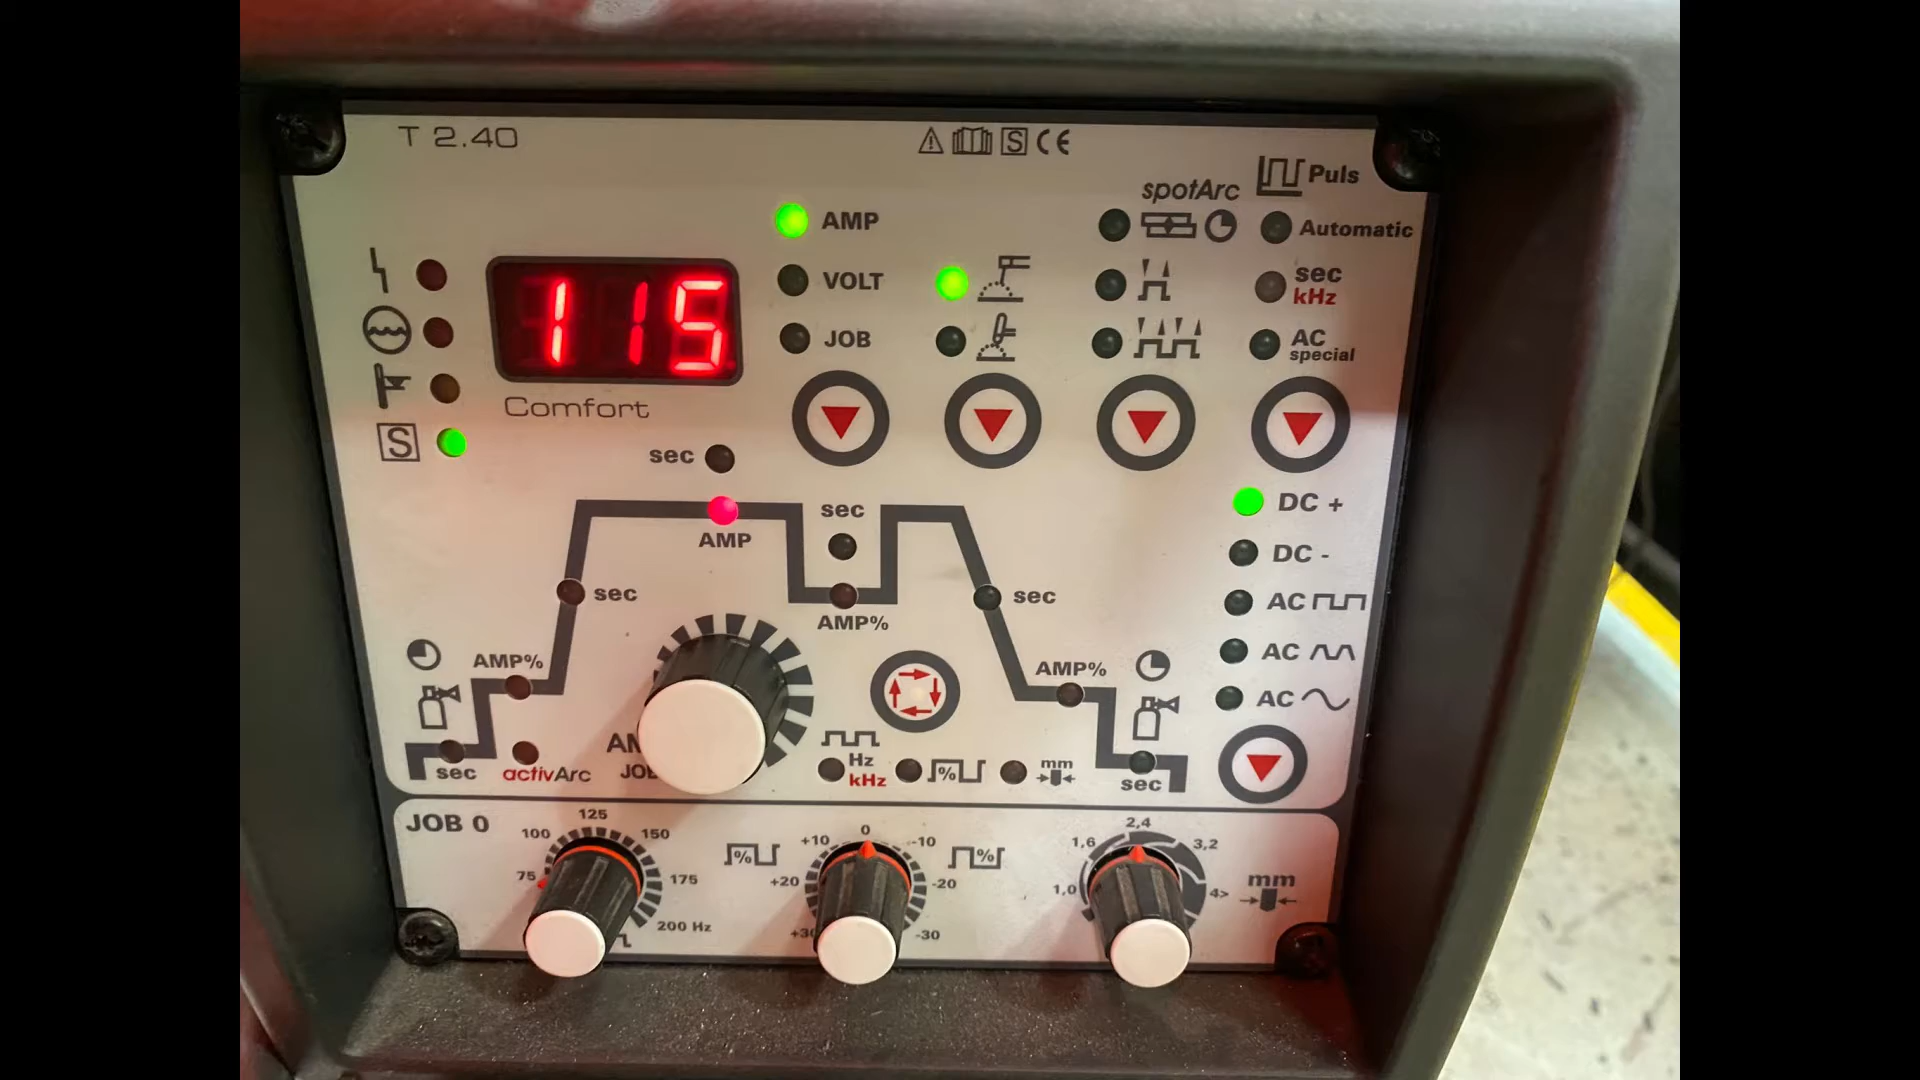 T 2.40
S CE
Puls
spotArc
AMP
Automatic
115
VOLT
sec
kHz
JOB
AC
special
Comfort
S
sec
DC +
sec
AMP
DC -
sec
sec
AC
AMP%
AMP%
AMP%
AC
AC
Hz
kHz
%
mm
sec
activArc
sec
JOB 0
100
125
150
75
175
200 Hz
%
+10
0
-10
%
+20
-20
-30
1,6
2,4
3,2
1,0
4>
mm